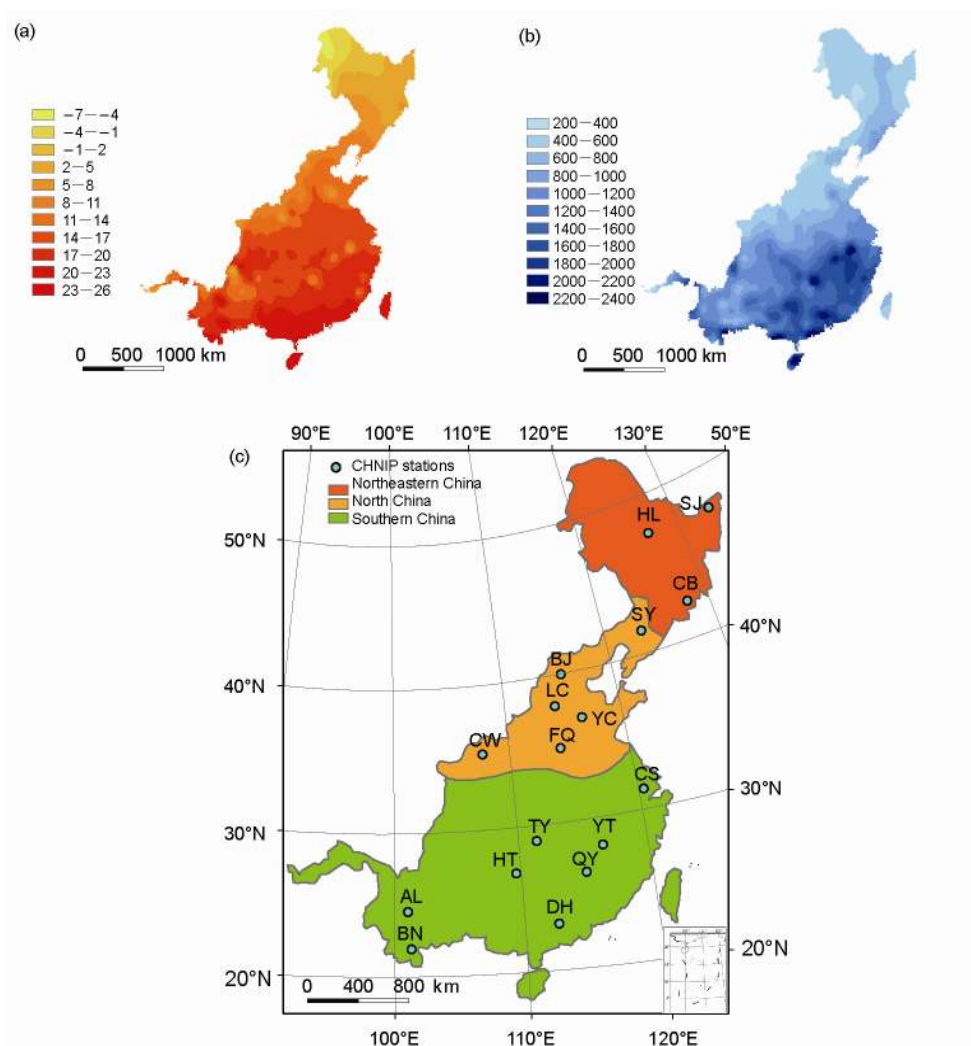 (a)
−7−−4
−4−−1
−1−2
2−5
5−8
8−11
11−14
14−17
17−20
20−23
23−26
0 500 1000 km
(b)
200−400
400−600
600−800
800−1000
1000−1200
1200−1400
1400−1600
1600−1800
1800−2000
2000−2200
2200−2400
0 500 1000 km
90°E 100°E 110°E 120°E 130°E 50°E
(c)
CHNIP stations
Northeastern China
North China
Southern China
SJ
HL
50°N
CB
SY
40°N
BJ
40°N
LC
YC
FQ
CW
CS
30°N
30°N
TY
YT
HT
QY
AL
DH
BN
20°N
20°N
0 400 800 km
100°E 110°E 120°E